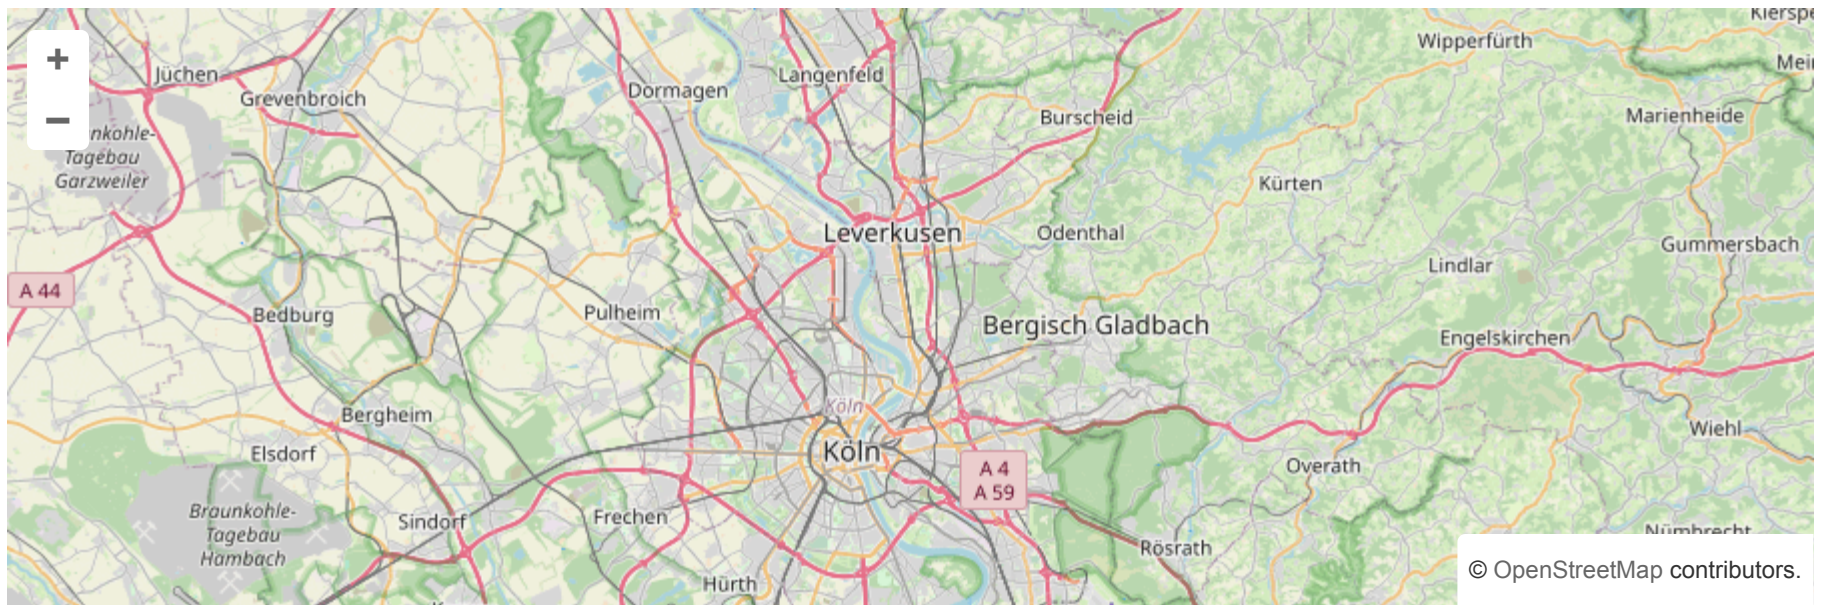 Kierspe
Wipperfürth
+
Mei
Jüchen
Langenfeld
Dormagen
Grevenbroich
Burscheid
Marienheide
−
nkohle-
Tagebau
Garzweiler
Kürten
Leverkusen
Odenthal
Gummersbach
Lindlar
A 44
Bedburg
Pulheim
Bergisch Gladbach
Engelskirchen
Köln
Bergheim
Wiehl
Elsdorf
Köln
A 4
A 59
Overath
Braunkohle-
Tagebau
Hambach
Sindorf
Frechen
Nümbrecht
Rösrath
Hürth
© OpenStreetMap contributors.